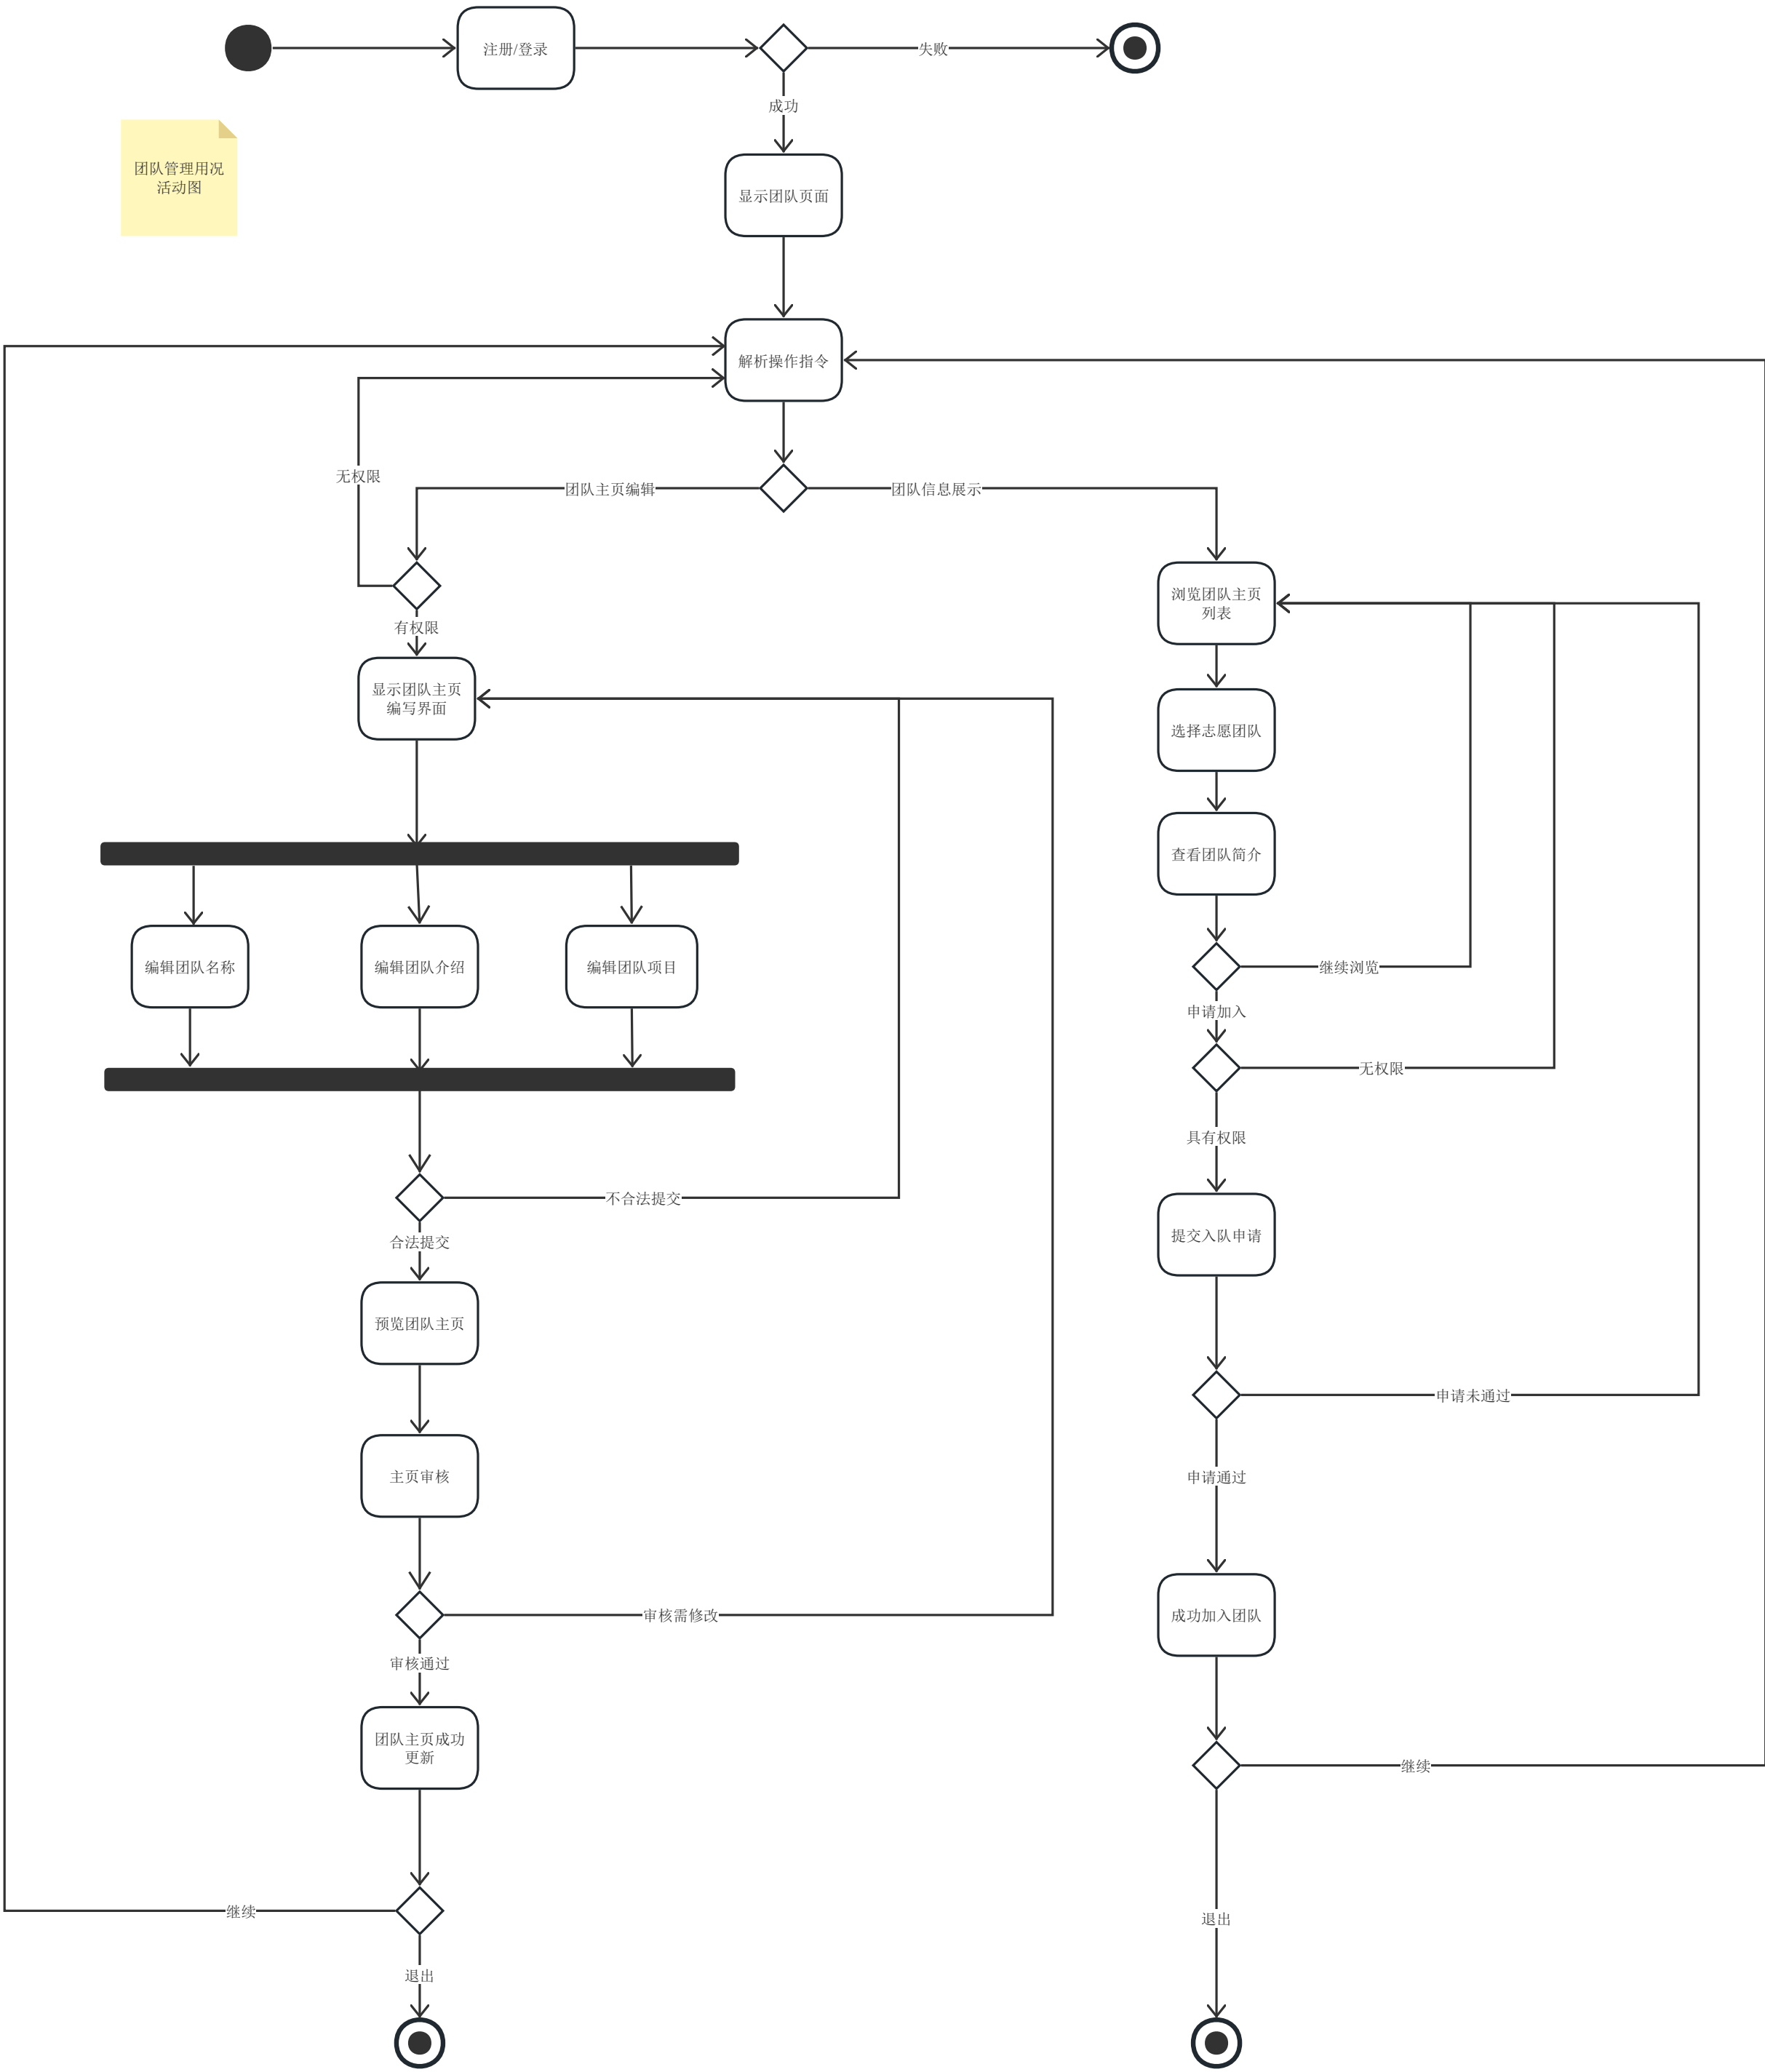 注册/登录
失败
成功
团队管理用况
活动图
显示团队页面
解析操作指令
无权限
团队主页编辑
团队信息展示
浏览团队主页
列表
有权限
显示团队主页
编写界面
选择志愿团队
查看团队简介
编辑团队名称
编辑团队介绍
编辑团队项目
继续浏览
申请加入
无权限
具有权限
不合法提交
提交入队申请
合法提交
预览团队主页
申请未通过
主页审核
申请通过
审核需修改
成功加入团队
审核通过
团队主页成功
更新
继续
继续
退出
退出